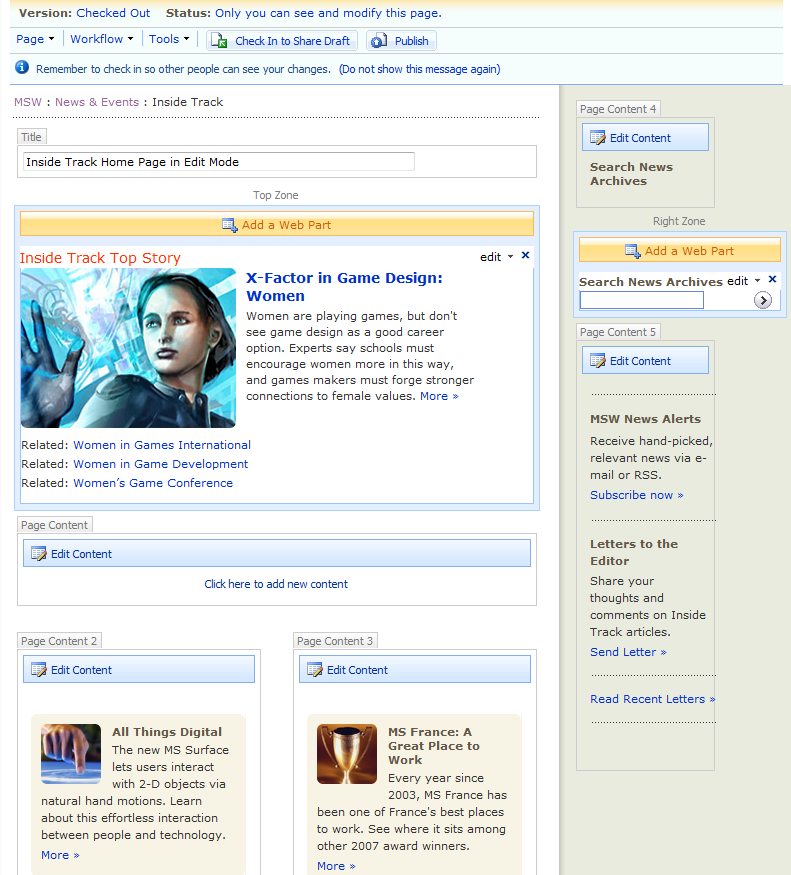 Version: Checked Out Status: Only you can see and modify this page.
Page Workflow Tools Check In to Share Draft Publish
Remember to check in so other people can see your changes. (Do not show this message again)
MSW : News & Events : Inside Track
Title
Inside Track Home Page in Edit Mode
Top Zone
Add a Web Part
Inside Track Top Story edit
X-Factor in Game Design:
Women
Women are playing games, but don't
see game design as a good career
option. Experts say schools must
encourage women more in this way,
and games makers must forge stronger
connections to female values. More »
Related: Women in Games International
Related: Women in Game Development
Related: Women's Game Conference
Page Content
Edit Content
Click here to add new content
Page Content 2
Edit Content
All Things Digital
The new MS Surface
lets users interact
with 2-D objects via
natural hand motions. Learn
about this effortless interaction
between people and technology.
More »
Page Content 3
Edit Content
MS France: A
Great Place to
Work
Every year since
2003, MS France has
been one of France's best places
to work. See where it sits among
other 2007 award winners.
More »
Page Content 4
Edit Content
Search News
Archives
Right Zone
Add a Web Part
Search News Archives edit
Page Content 5
Edit Content
MSW News Alerts
Receive hand-picked,
relevant news via e-
mail or RSS.
Subscribe now »
Letters to the
Editor
Share your
thoughts and
comments on Inside
Track articles.
Send Letter »
Read Recent Letters »